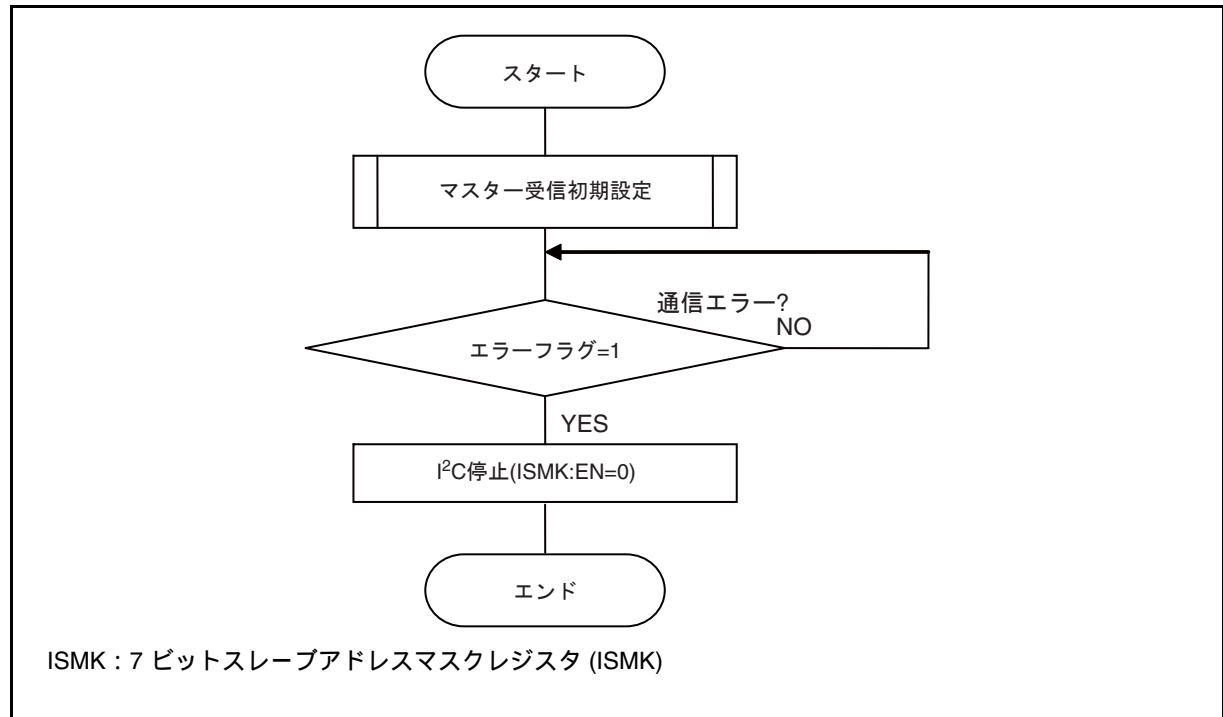 スタート
マスター受信初期設定
通信エラー?
NO
エラーフラグ=1
YES
I²C停止(ISMK:EN=0)
エンド
ISMK : 7 ビットスレーブアドレスマスクレジスタ (ISMK)